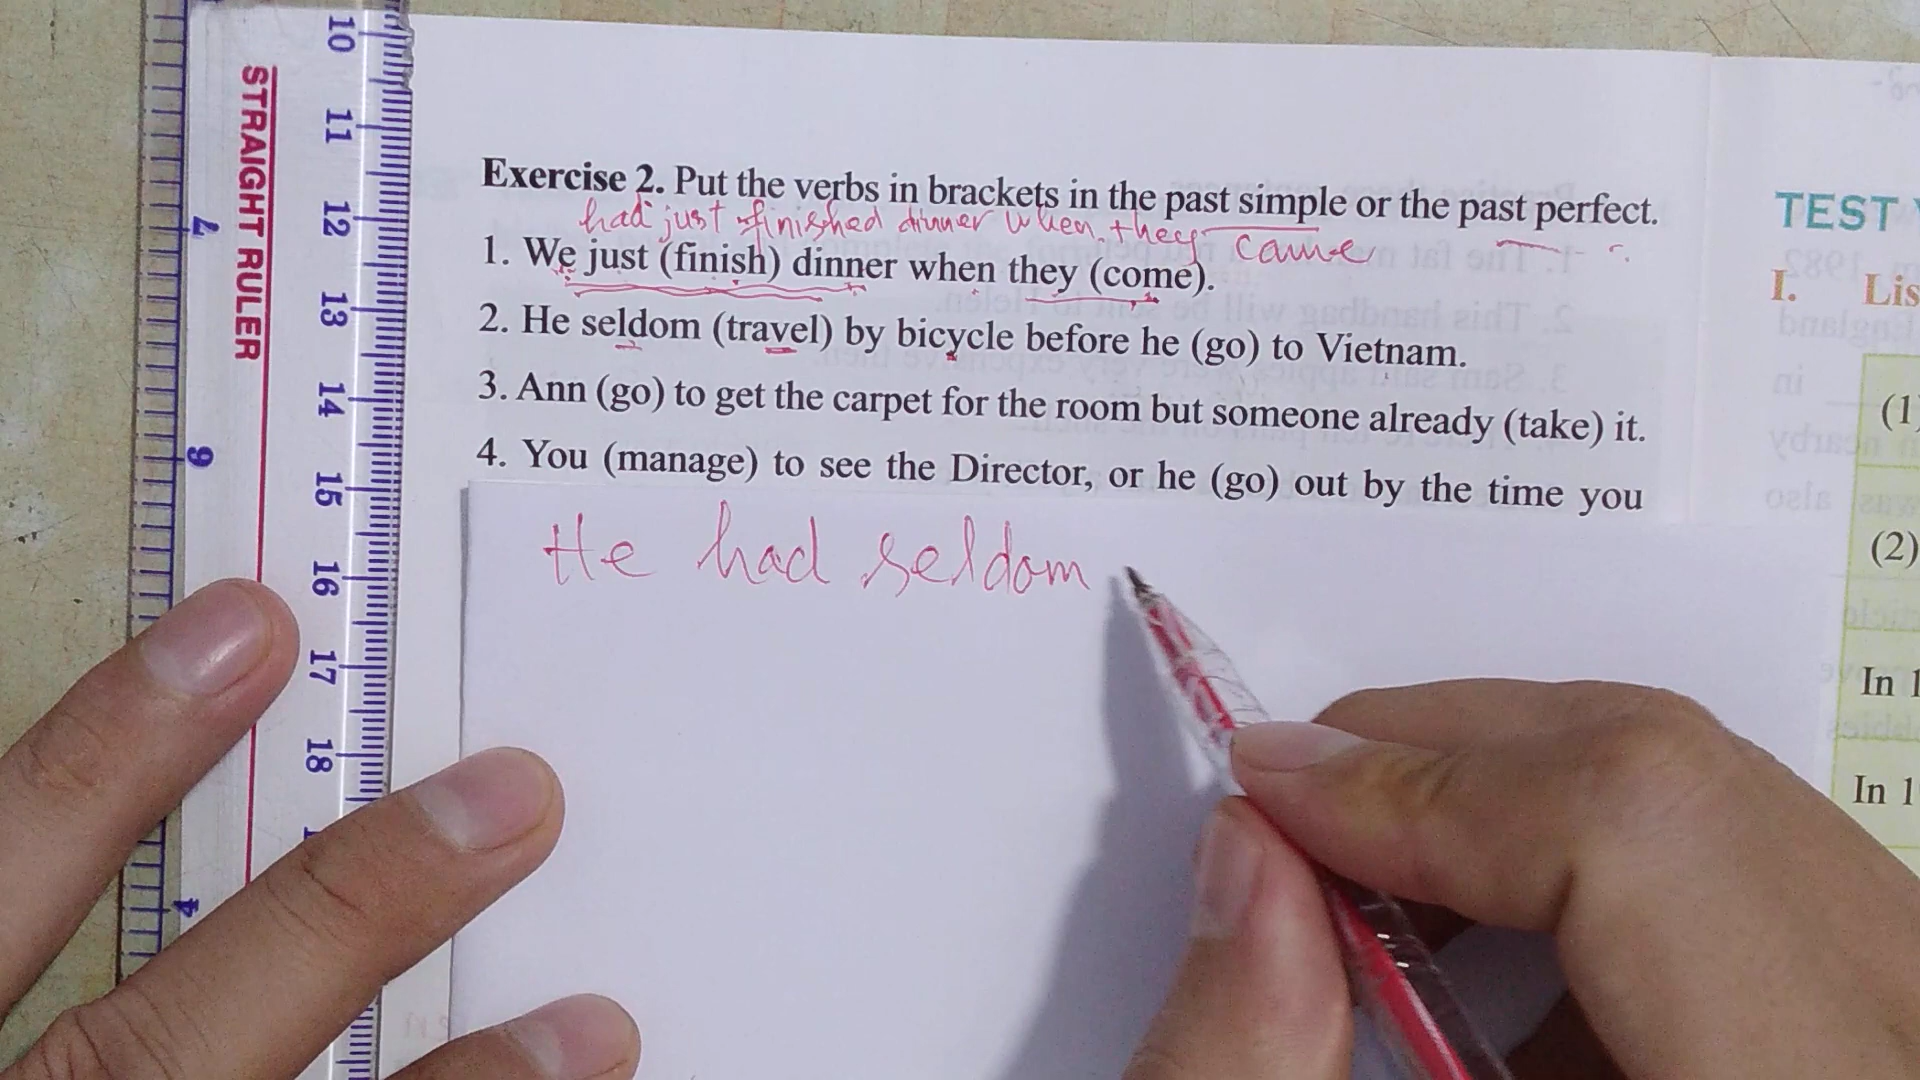 STRAIGHT RULER
10
11
12
13
14
15
16
17
18
Exercise 2. Put the verbs in brackets in the past simple or the past perfect.
had just finished dinner when they came
1. We just (finish) dinner when they (come).
2. He seldom (travel) by bicycle before he (go) to Vietnam.
3. Ann (go) to get the carpet for the room but someone already (take) it.
4. You (manage) to see the Director, or he (go) out by the time you
He had seldom
TEST
I. Lis
(1)
(2)
In 1
In 1